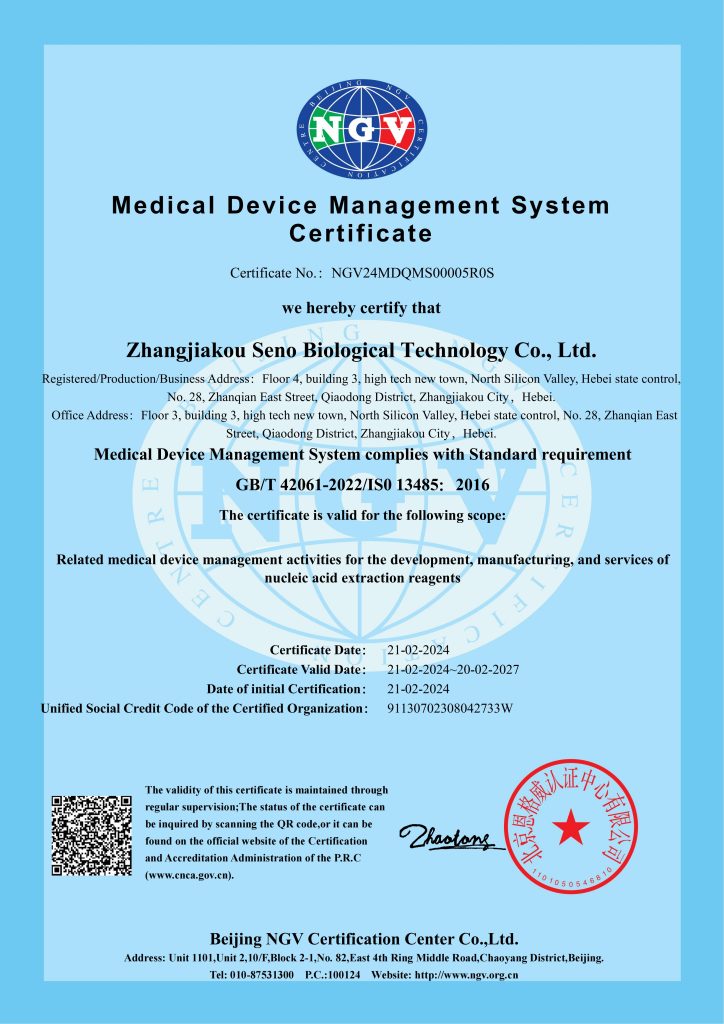 BEIJING NGV CERTIFICATION CENTRE
NGV
Medical Device Management System
Certificate
Certificate No.： NGV24MDQMS00005R0S
we hereby certify that
Zhangjiakou Seno Biological Technology Co., Ltd.
Registered/Production/Business Address： Floor 4, building 3, high tech new town, North Silicon Valley, Hebei state control,
No. 28, Zhanqian East Street, Qiaodong District, Zhangjiakou City， Hebei.
Office Address： Floor 3, building 3, high tech new town, North Silicon Valley, Hebei state control, No. 28, Zhanqian East
Street, Qiaodong District, Zhangjiakou City， Hebei.
Medical Device Management System complies with Standard requirement
GB/T 42061-2022/IS0 13485： 2016
The certificate is valid for the following scope:
Related medical device management activities for the development, manufacturing, and services of
nucleic acid extraction reagents
BEIJING NGV CERTIFICATION CENTRE
NGV
Certificate Date： 21-02-2024
Certificate Valid Date： 21-02-2024~20-02-2027
Date of initial Certification： 21-02-2024
Unified Social Credit Code of the Certified Organization： 91130702308042733W
The validity of this certificate is maintained through
regular supervision;The status of the certificate can
be inquired by scanning the QR code,or it can be
found on the official website of the Certification
and Accreditation Administration of the P.R.C
(www.cnca.gov.cn).
Zhaotong
北京恩格威认证中心有限公司
1101050546810
Beijing NGV Certification Center Co.,Ltd.
Address: Unit 1101,Unit 2,10/F,Block 2-1,No. 82,East 4th Ring Middle Road,Chaoyang District,Beijing.
Tel: 010-87531300 P.C.:100124 Website: http://www.ngv.org.cn